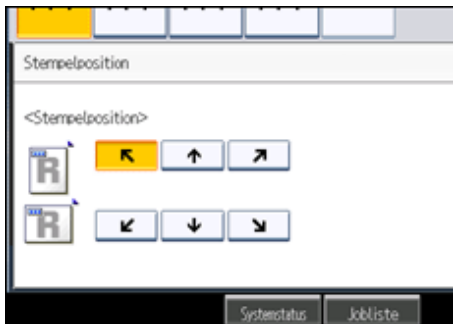 Stempelposition
<Stempelposition>
R
R
Systemstatus Jobliste